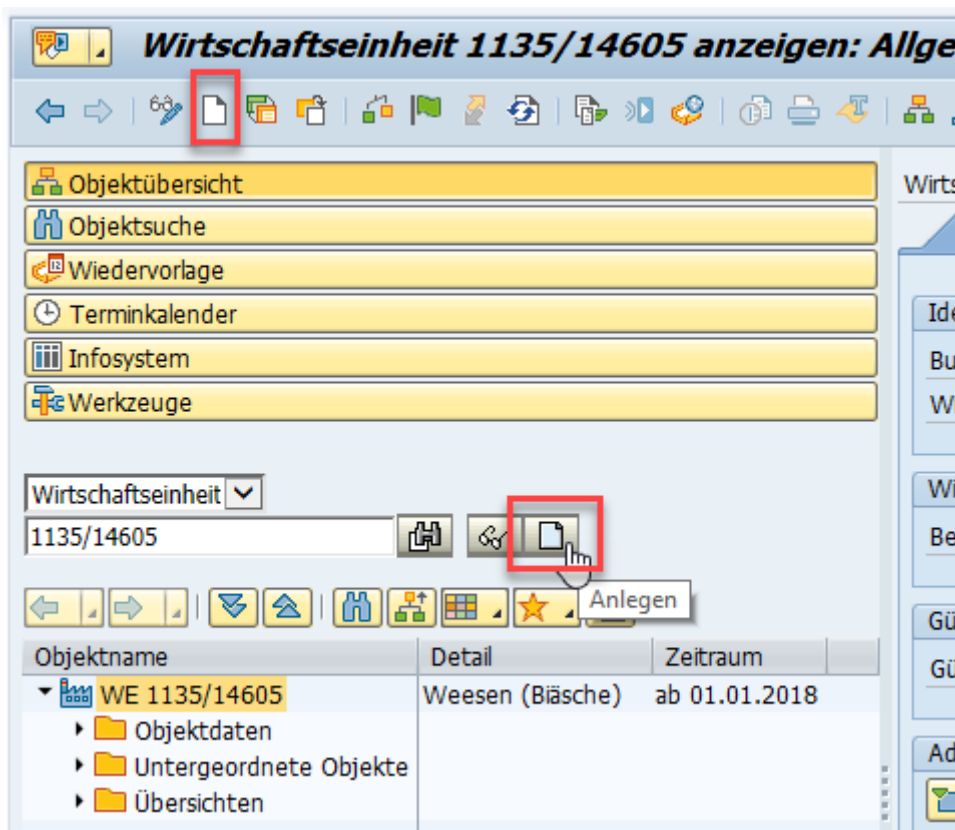 Wirtschaftseinheit 1135/14605 anzeigen: Allge
Objektübersicht
Objektsuche
Wiedervorlage
Terminkalender
Infosystem
Werkzeuge
Wirtschaftseinheit
1135/14605
Anlegen
Objektname Detail Zeitraum
WE 1135/14605 Weesen (Biäsche) ab 01.01.2018
Objektdaten
Untergeordnete Objekte
Übersichten
Wirts
Ide
Bu
Wi
Be
Gü
Gü
Ad